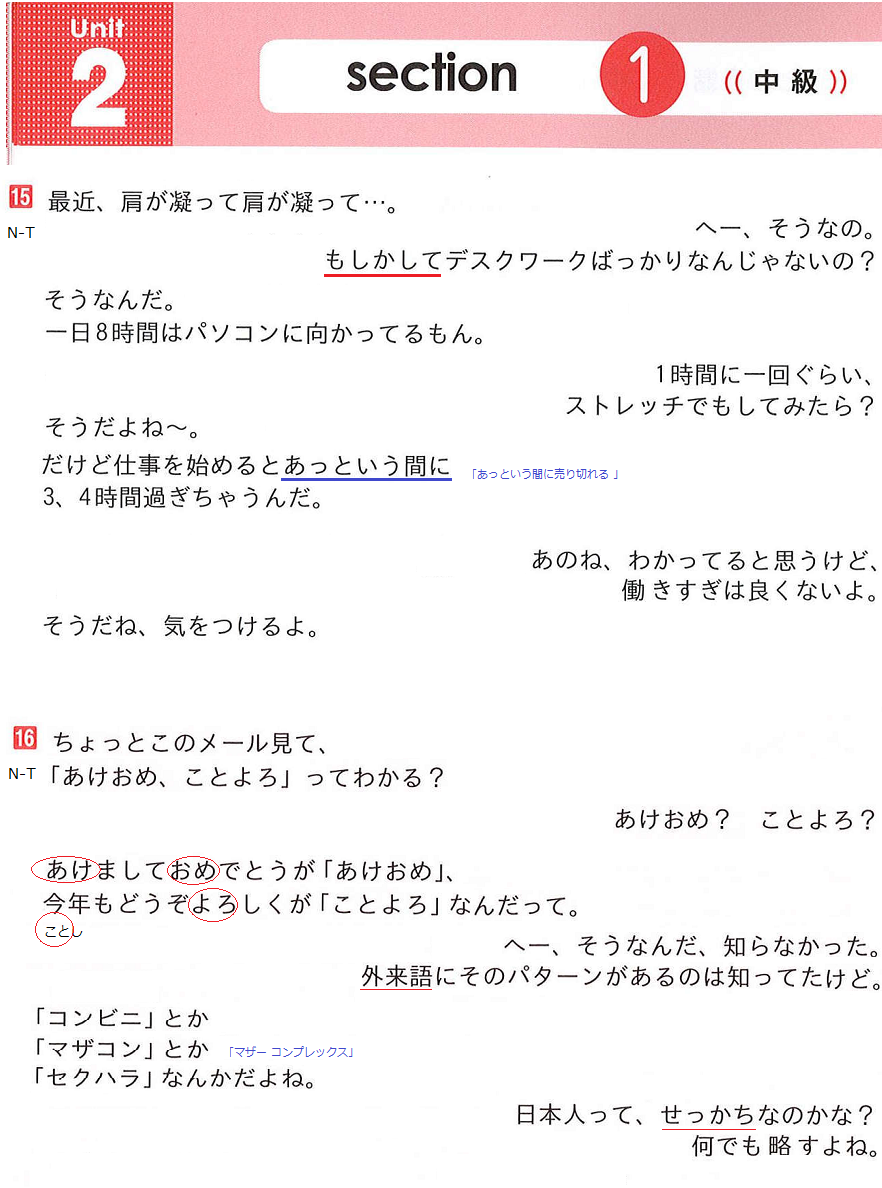 Unit
2
section 1 (( 中級 ))
15 最近、肩が凝って肩が凝って…。
N-T
へー、そうなの。
もしかしてデスクワークばっかりなんじゃないの？
そうなんだ。
一日8時間はパソコンに向かってるもん。
1時間に一回ぐらい、
ストレッチでもしてみたら？
そうだよね〜。
だけど仕事を始めるとあっという間に 「あっという間に売り切れる 」
3、4時間過ぎちゃうんだ。
あのね、わかってると思うけど、
働きすぎは良くないよ。
そうだね、気をつけるよ。
16 ちょっとこのメール見て、
N-T 「あけおめ、ことよろ」ってわかる？
あけおめ？　ことよろ？
あけましておめでとうが「あけおめ」、
今年もどうぞよろしくが「ことよろ」なんだって。
ことし
へー、そうなんだ、知らなかった。
外来語にそのパターンがあるのは知ってたけど。
「コンビニ」とか
「マザコン」とか 「マザー コンプレックス」
「セクハラ」なんかだよね。
日本人って、せっかちなのかな？
何でも略すよね。